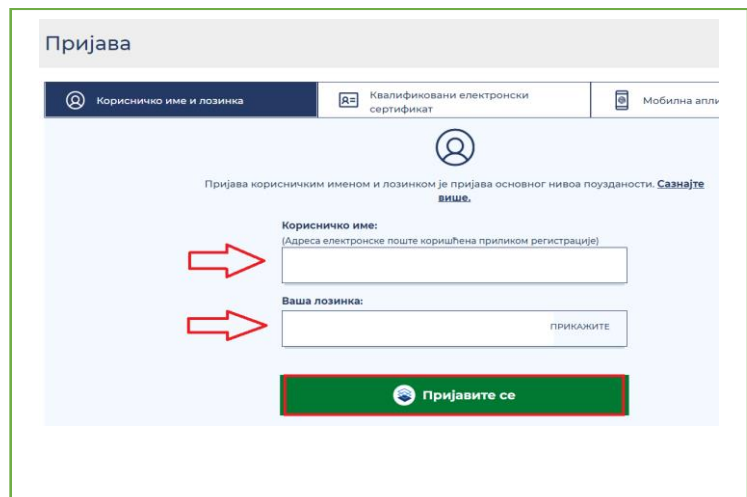 Пријава
Корисничко име и лозинка
Квалификовани електронски
сертификат
Мобилна апли
Пријава корисничким именом и лозинком је пријава основног нивоа поузданости. Сазнајте
више.
Корисничко име:
(Адреса електронске поште коришћена приликом регистрације)
Ваша лозинка:
ПРИКАЖИТЕ
Пријавите се